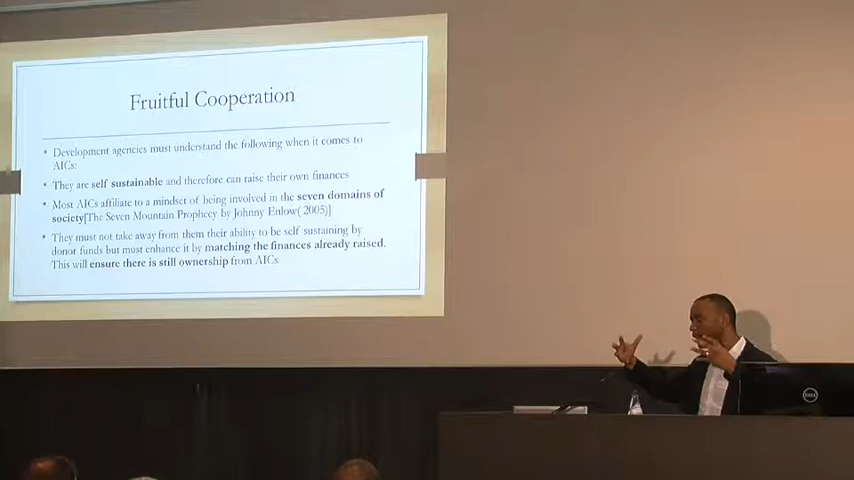 Fruitful Cooperation
• Development agencies must understand the following when it comes to
AICs:
• They are self sustainable and therefore can raise their own finances
• Most AICs affiliate to a mindset of being involved in the seven domains of
society[The Seven Mountain Prophecy by Johnny Enlow( 2005)]
• They must not take away from them their ability to be self sustaining by
donor funds but must enhance it by matching the finances already raised.
This will ensure there is still ownership from AICs.
DELL